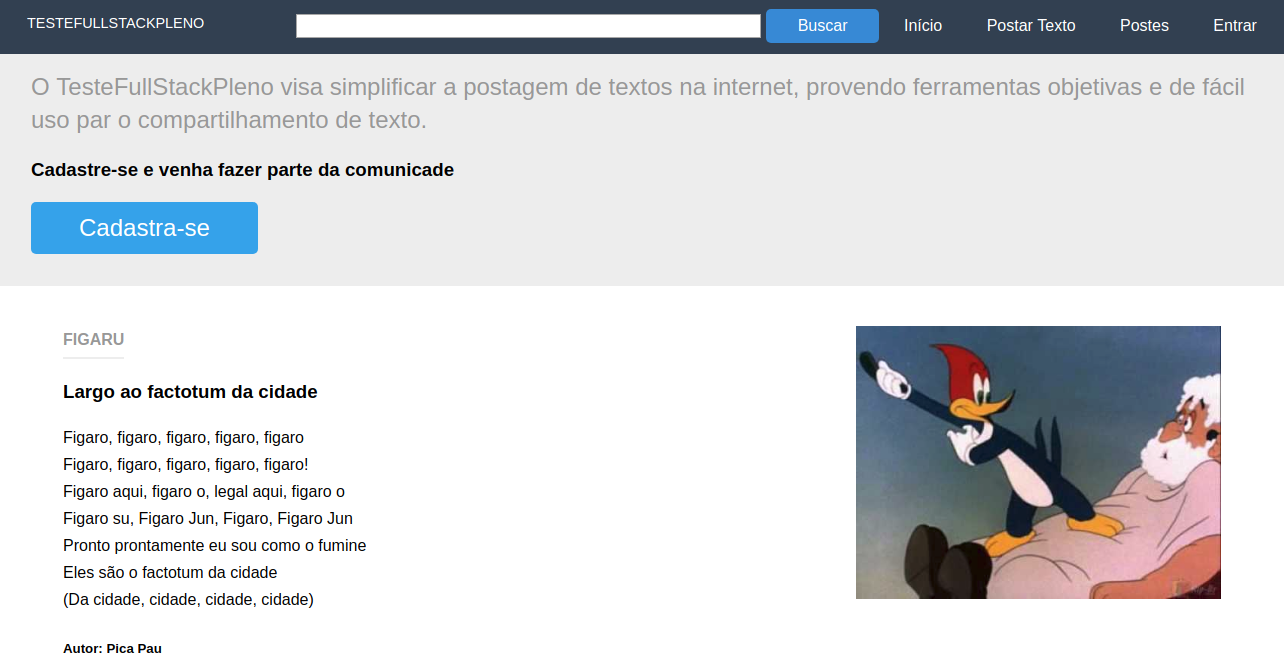 TESTEFULLSTACKPLENO
Buscar
Início
Postar Texto
Postes
Entrar
O TesteFullStackPleno visa simplificar a postagem de textos na internet, provendo ferramentas objetivas e de fácil
uso par o compartilhamento de texto.
Cadastre-se e venha fazer parte da comunicade
Cadastra-se
FIGARU
Largo ao factotum da cidade
Figaro, figaro, figaro, figaro, figaro
Figaro, figaro, figaro, figaro, figaro!
Figaro aqui, figaro o, legal aqui, figaro o
Figaro su, Figaro Jun, Figaro, Figaro Jun
Pronto prontamente eu sou como o fumine
Eles são o factotum da cidade
(Da cidade, cidade, cidade, cidade)
Autor: Pica Pau